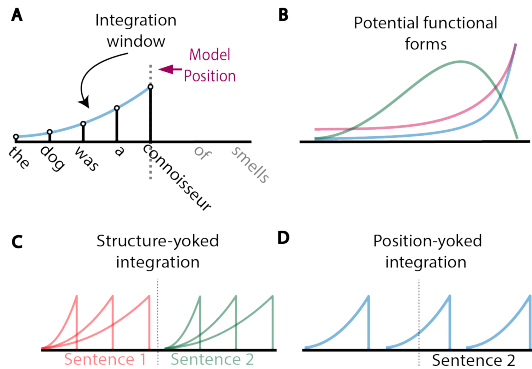 A
Integration
window
Model
Position
the dog was a connoisseur of smells
B
Potential functional
forms
C
Structure-yoked
integration
Sentence 1
Sentence 2
D
Position-yoked
integration
Sentence 2